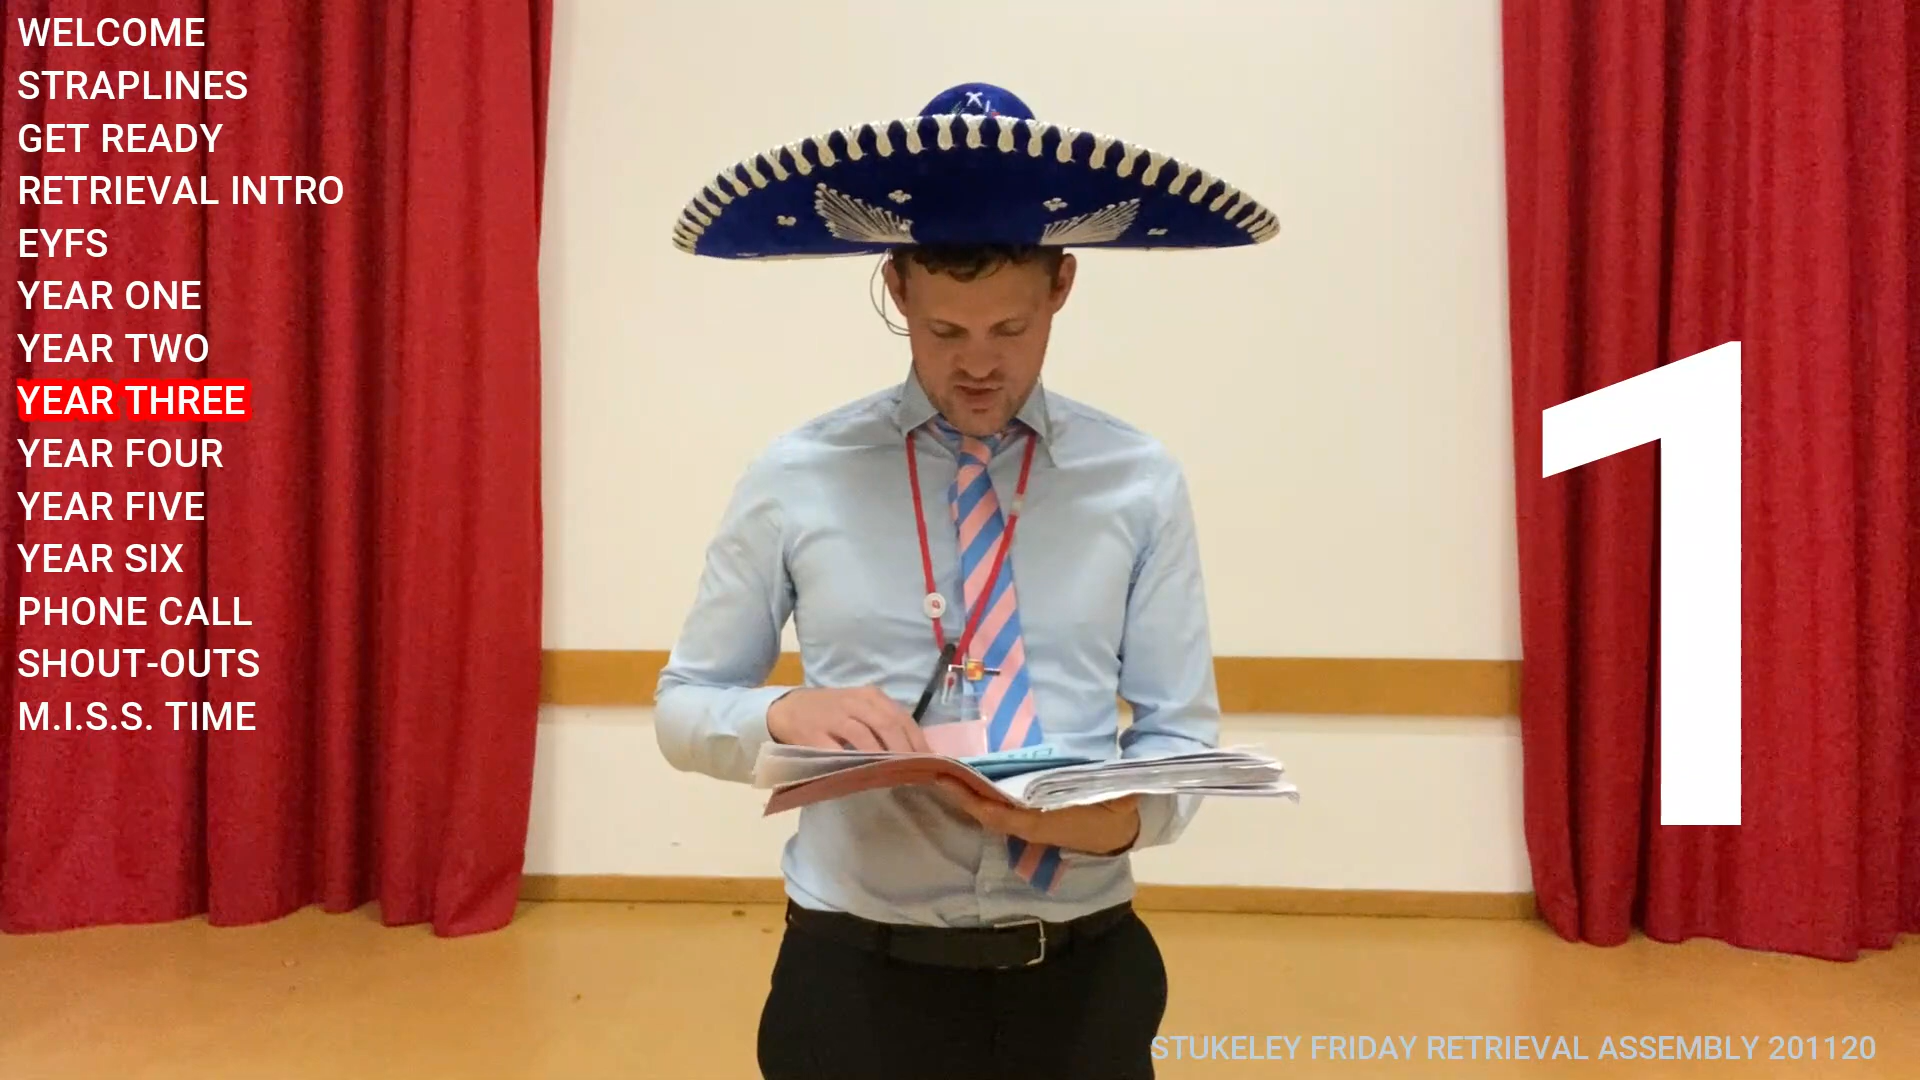 WELCOME
STRAPLINES
GET READY
RETRIEVAL INTRO
EYFS
YEAR ONE
YEAR TWO
YEAR THREE
YEAR FOUR
YEAR FIVE
YEAR SIX
PHONE CALL
SHOUT-OUTS
M.I.S.S. TIME
1
STUKELEY FRIDAY RETRIEVAL ASSEMBLY 201120